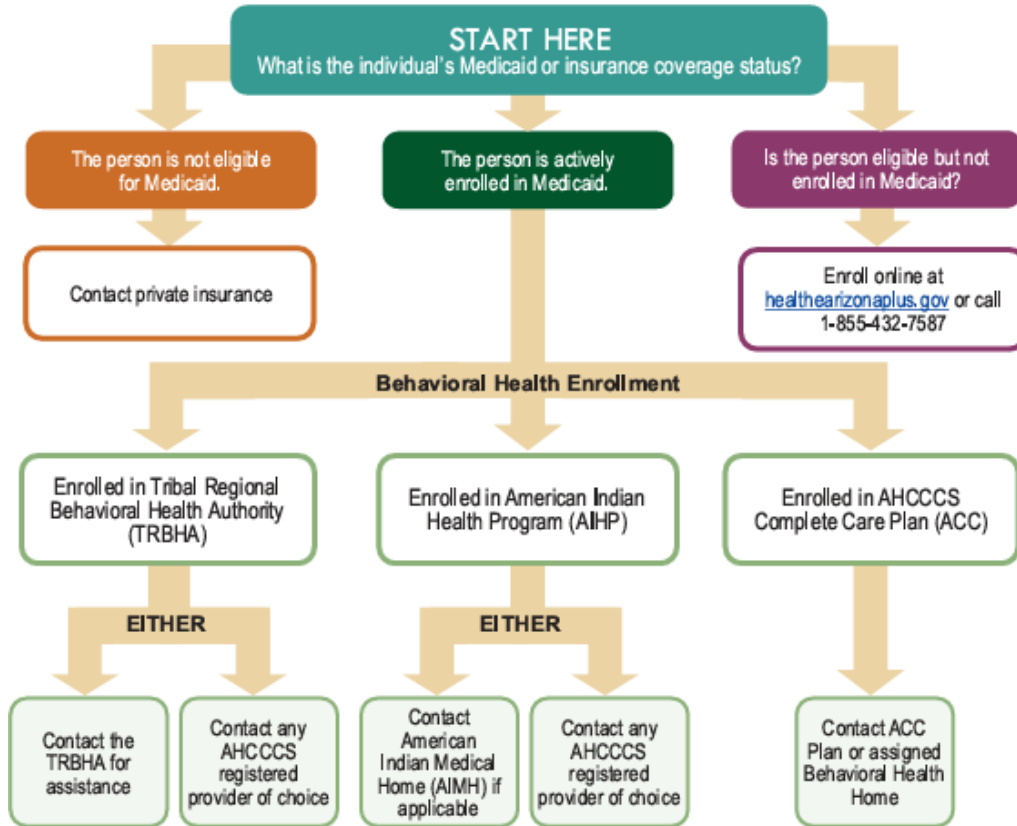 START HERE
What is the individual's Medicaid or insurance coverage status?
The person is not eligible
for Medicaid.
The person is actively
enrolled in Medicaid.
Is the person eligible but not
enrolled in Medicaid?
Contact private insurance
Enroll online at
healthearizonaplus.gov or call
1-855-432-7587
Behavioral Health Enrollment
Enrolled in Tribal Regional
Behavioral Health Authority
(TRBHA)
Enrolled in American Indian
Health Program (AIHP)
Enrolled in AHCCCS
Complete Care Plan (ACC)
EITHER
EITHER
Contact the
TRBHA for
assistance
Contact any
AHCCCS
registered
provider of choice
Contact
American
Indian Medical
Home (AIMH) if
applicable
Contact any
AHCCCS
registered
provider of choice
Contact ACC
Plan or assigned
Behavioral Health
Home